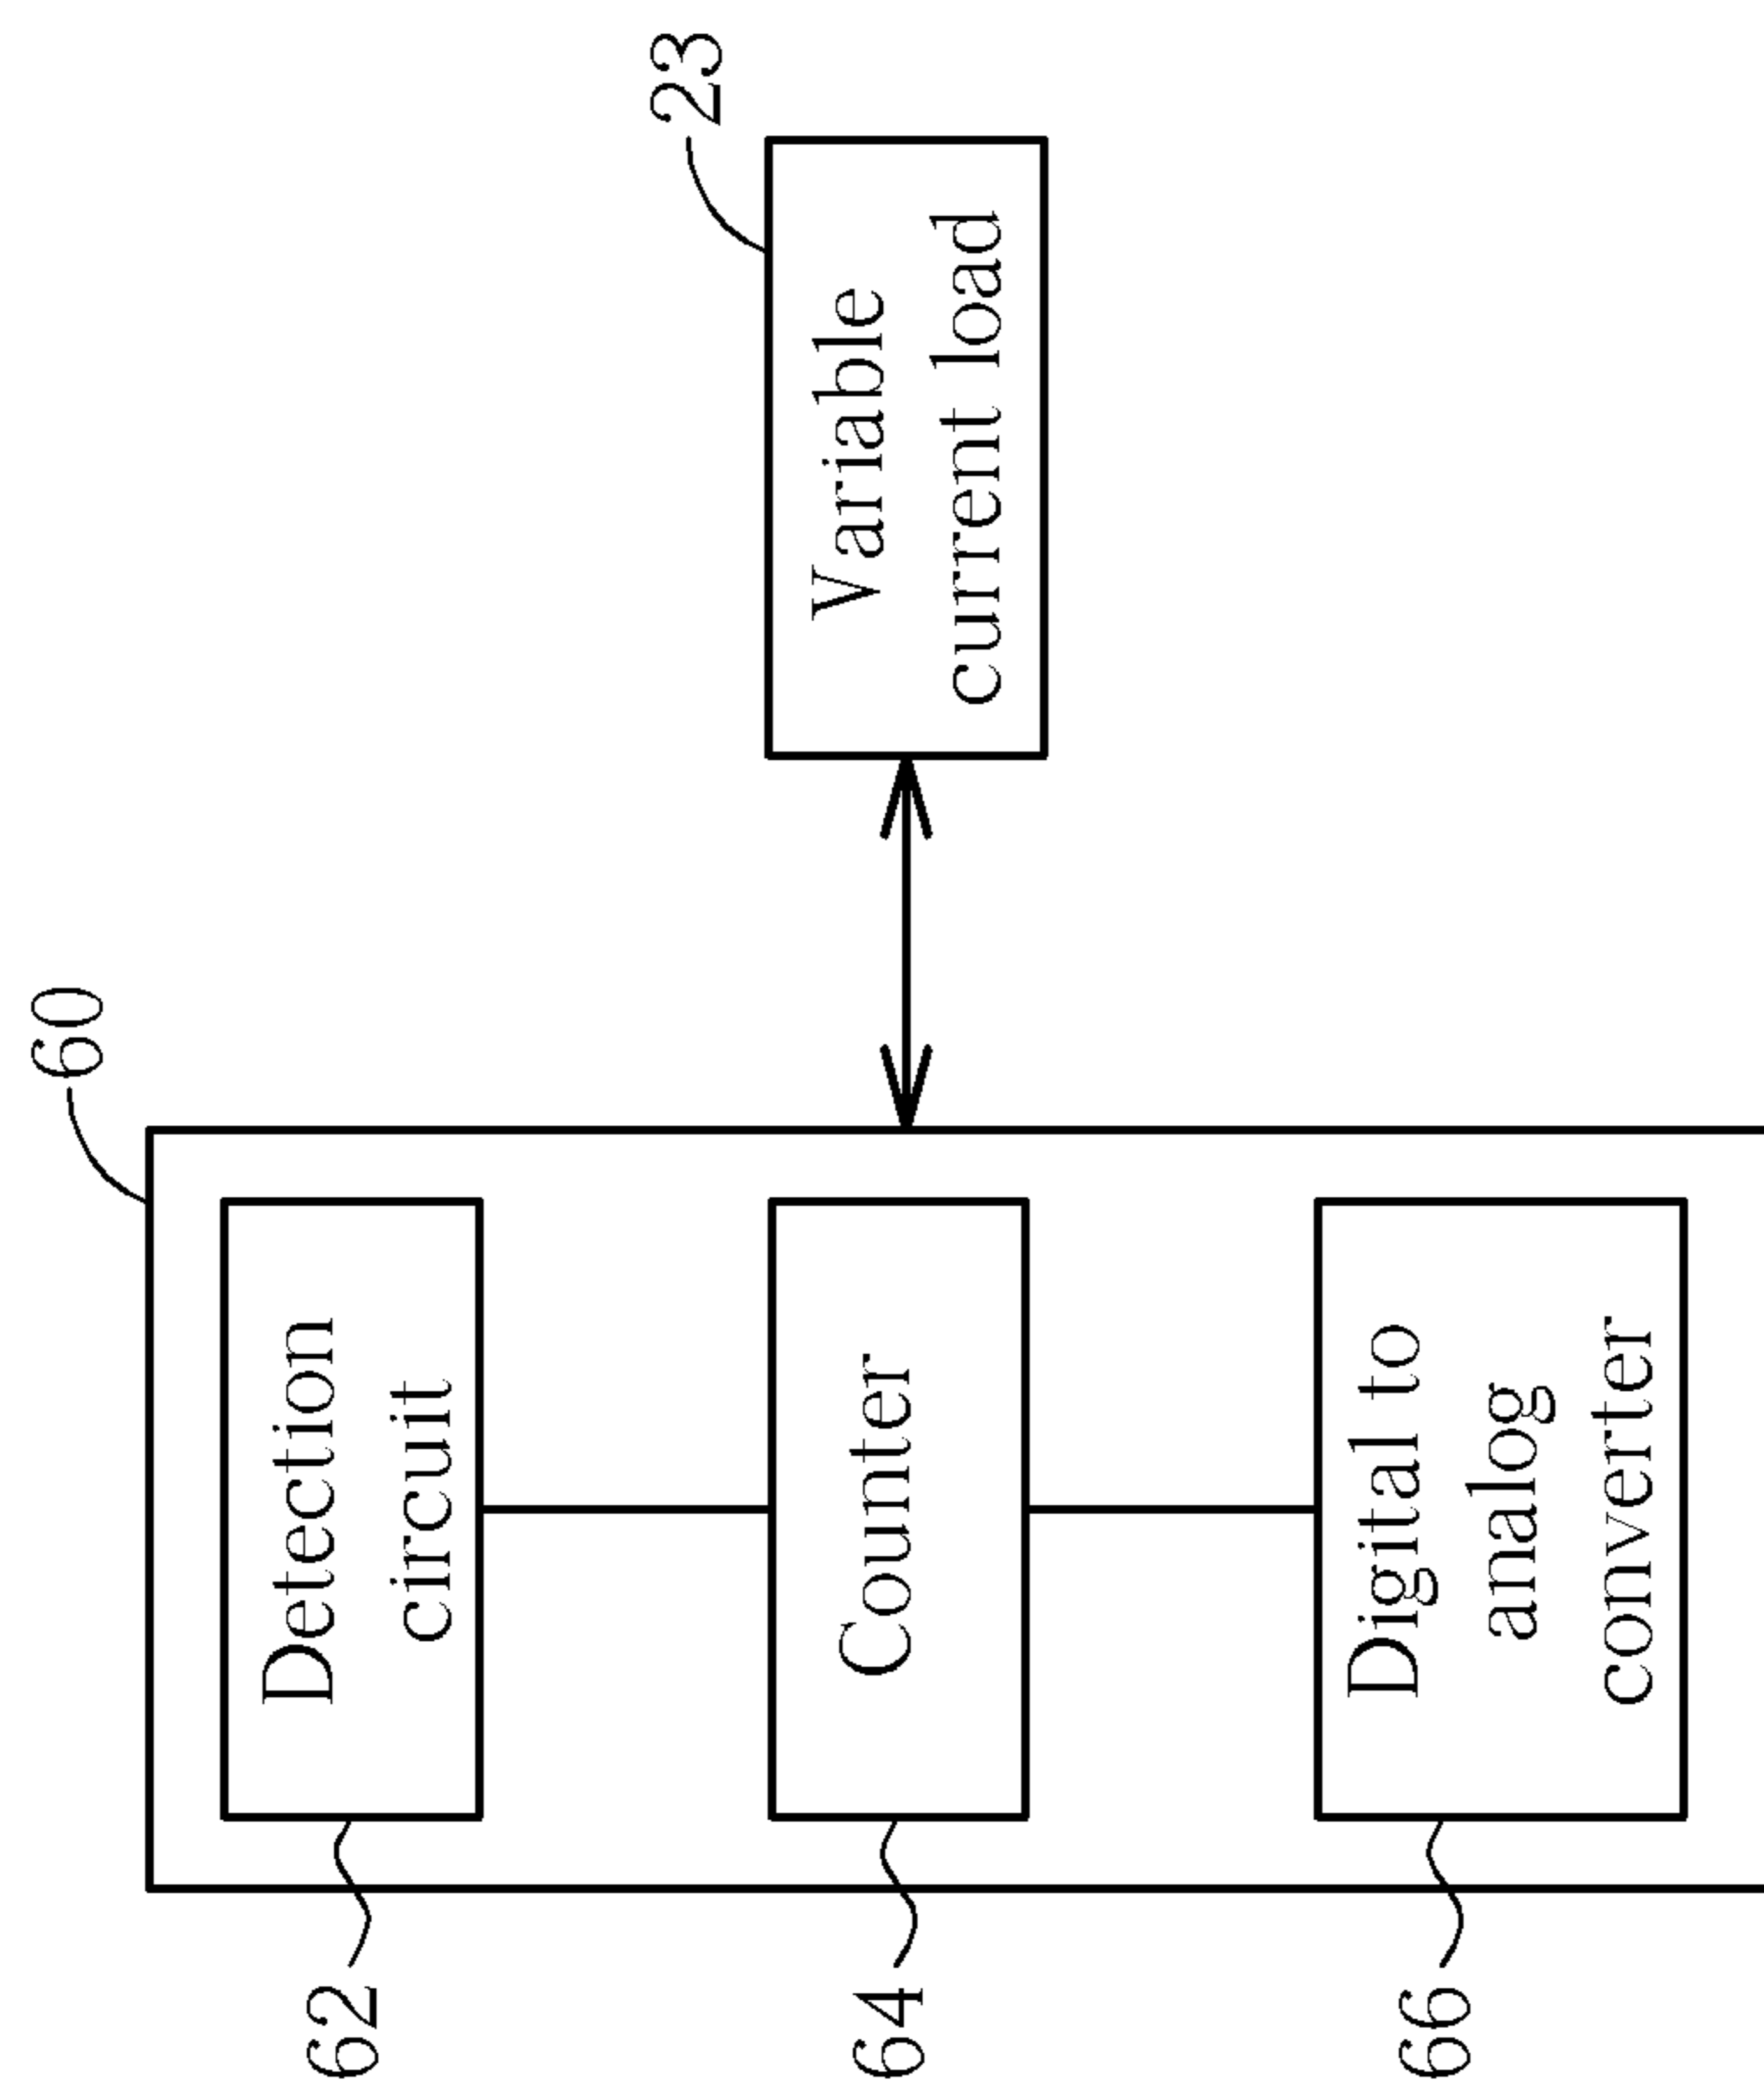 60
62
Detection
circuit
64
Counter
66
Digital to
analog
converter
23
Variable
current load